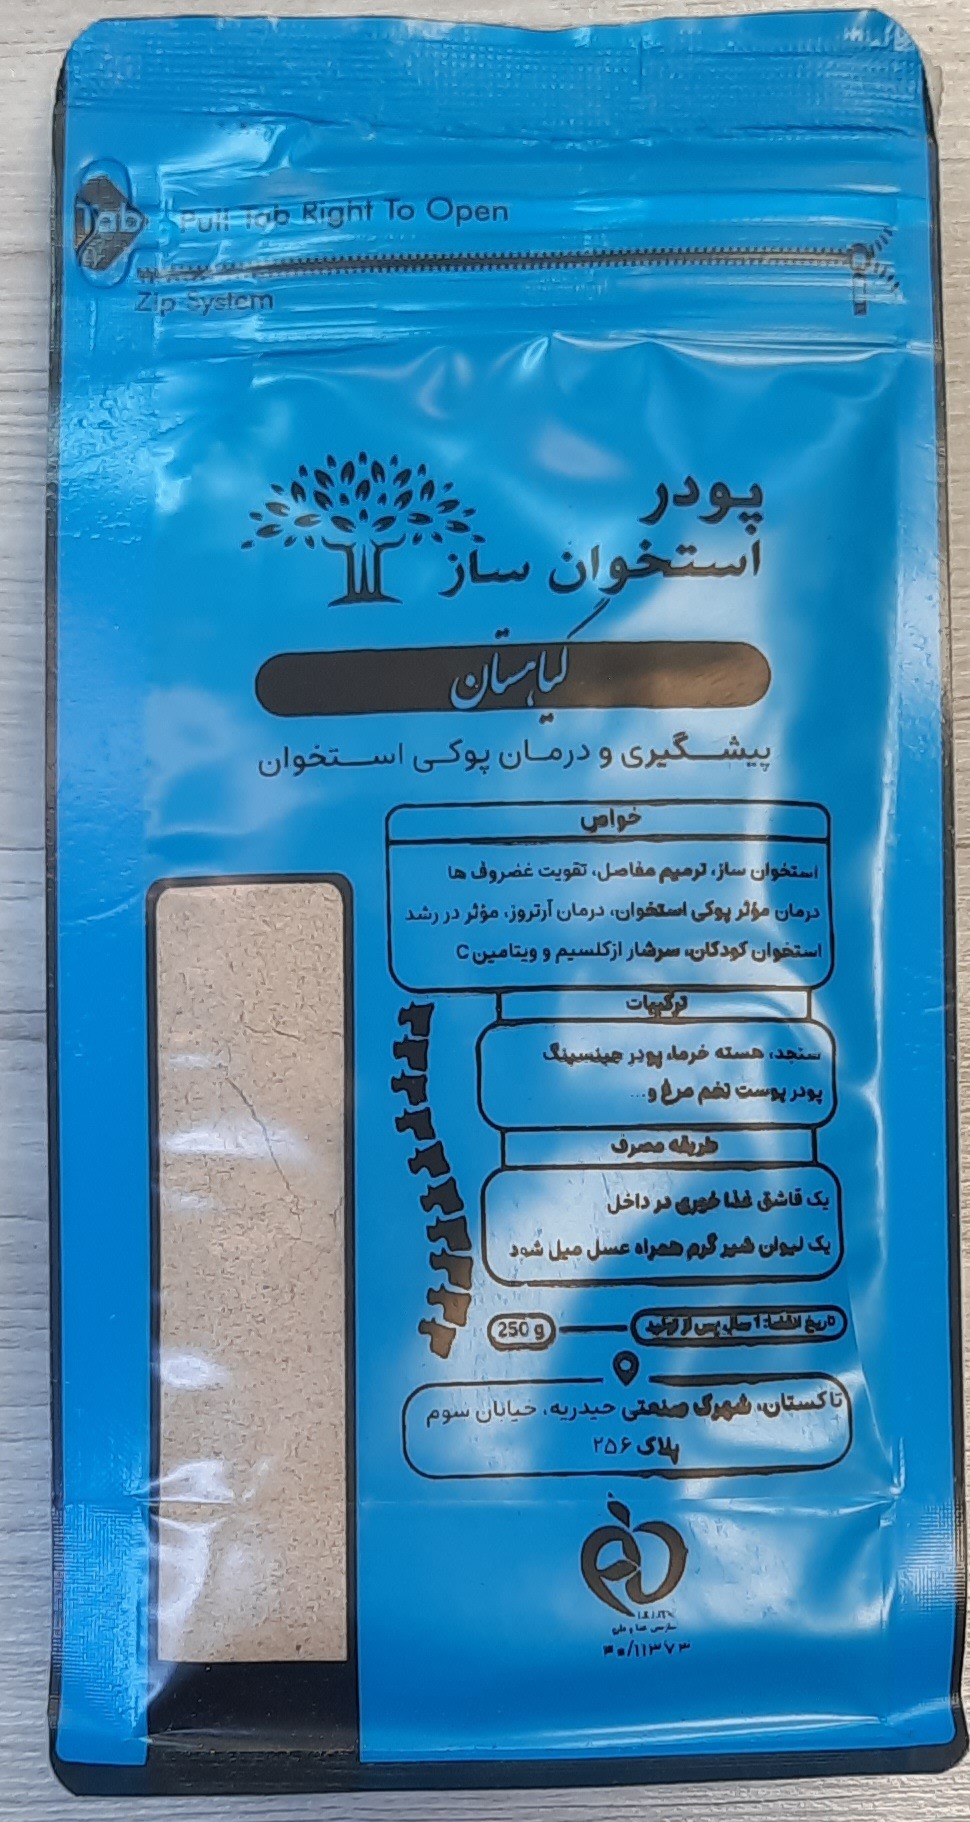 Tab
Pull Tab Right To Open
Zip System
پودر
استخوان ساز
گیاهستان
پیشگیری و درمان پوکی استخوان
خواص
استخوان ساز، ترمیم مفاصل، تقویت غضروف ها
درمان مؤثر پوکی استخوان، درمان آرتروز، مؤثر در رشد
استخوان کودکان، سرشار از کلسیم و ویتامین C
ترکیبات
سنجد، هسته خرما، پودر جینسینگ
پودر پوست تخم مرغ و...
طریقه مصرف
یک قاشق غذا خوری در داخل
یک لیوان شیر گرم همراه عسل میل شود
تاریخ انقضا: 1 سال پس از تولید
250 g
تاکستان، شهرک صنعتی حیدریه، خیابان سوم
پلاک ۲۵۶
۴۰/۱۱۳۷۳